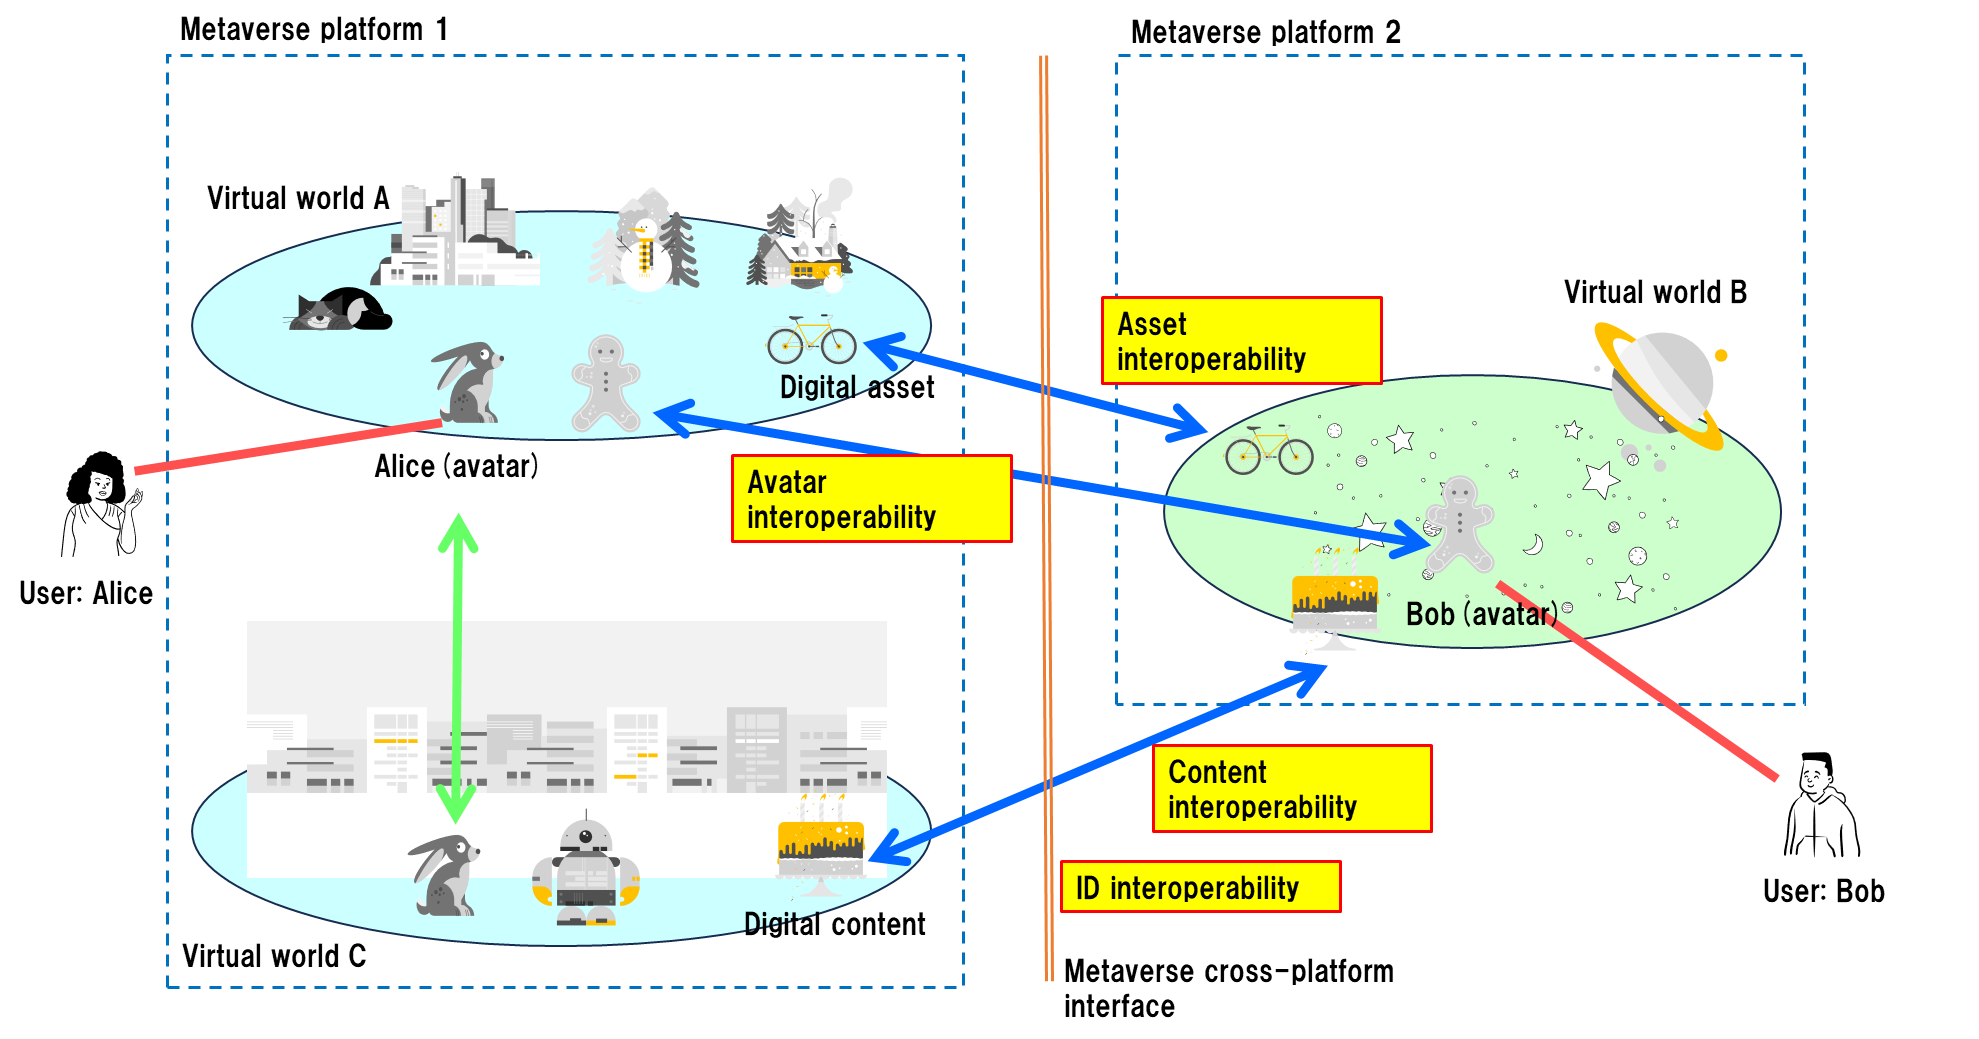 Metaverse platform 1
Metaverse platform 2
Virtual world A
Virtual world B
Asset
interoperability
Digital asset
Alice (avatar)
Avatar
interoperability
User: Alice
Bob (avatar)
Content
interoperability
ID interoperability
User: Bob
Digital content
Virtual world C
Metaverse cross-platform
interface